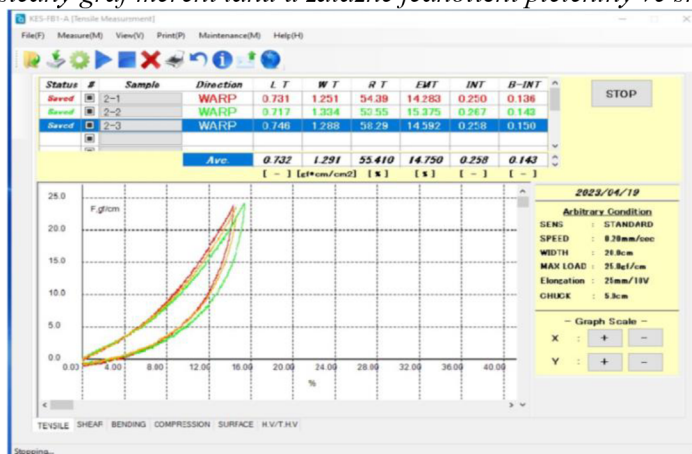 KES-FB1-A [Tensile Measurment]
File(F) Measure(M) View(V) Print(P) Maintenance(M) Help(H)
Status # Sample Direction L T W T R T EMT INT B-INT
Saved 2-1 WARP 0.731 1.251 54.39 14.283 0.250 0.136
Saved 2-2 WARP 0.717 1.334 53.55 15.375 0.267 0.143
Saved 2-3 WARP 0.746 1.288 58.29 14.592 0.258 0.150
Ave. 0.732 1.291 55.410 14.750 0.258 0.143
[ - ] [gf*cm/cm2] [ % ] [ % ] [ - ] [ - ]
STOP
25.0
F,gf/cm
20.0
15.0
10.0
5.0
0.0
0.03 4.00 8.00 12.00 16.00 20.00 24.00 28.00 32.00 36.00 40.00
%
2023/04/19
Arbitrary Condition
SENS : STANDARD
SPEED : 0.20mm/sec
WIDTH : 20.0cm
MAX LOAD : 25.0gf/cm
Elongation : 25mm/10V
CHUCK : 5.0cm
- Graph Scale -
X : + -
Y : + -
TENSILE SHEAR BENDING COMPRESSION SURFACE H.V/T.H.V
Stopping...